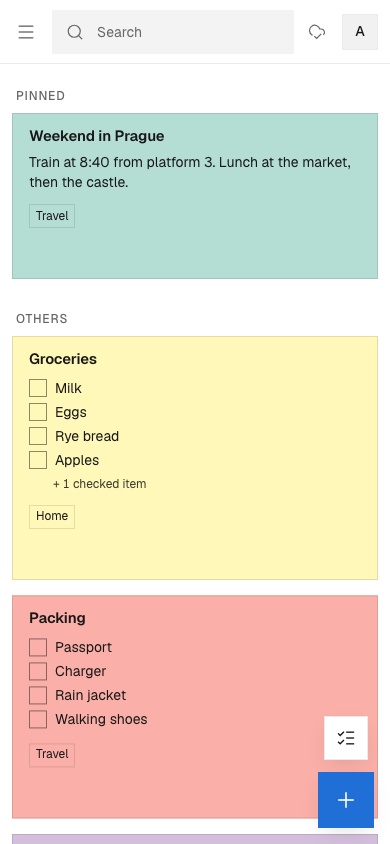 Search
A
PINNED
Weekend in Prague
Train at 8:40 from platform 3. Lunch at the market,
then the castle.
Travel
OTHERS
Groceries
Milk
Eggs
Rye bread
Apples
+ 1 checked item
Home
Packing
Passport
Charger
Rain jacket
Walking shoes
Travel